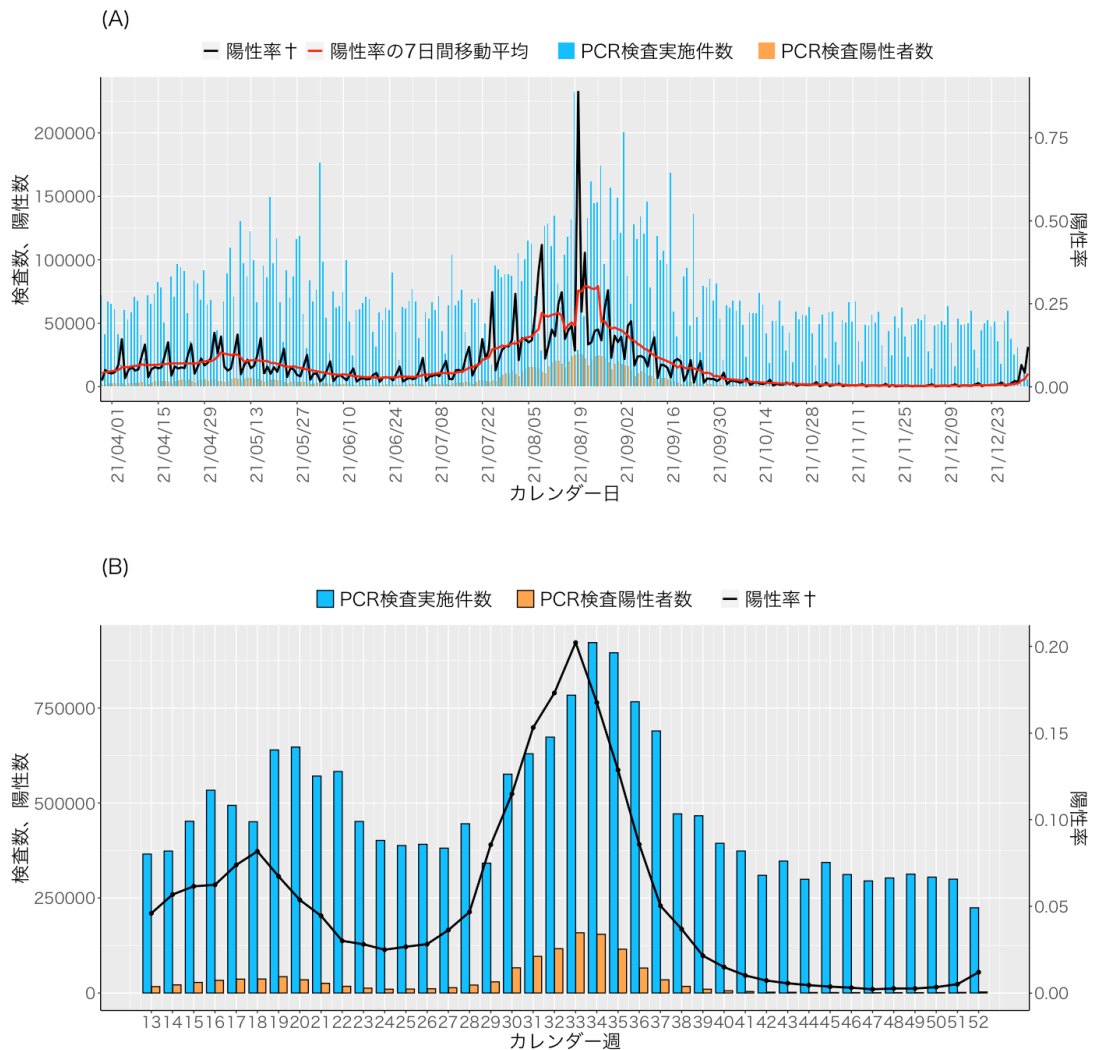 (A)
陽性率† 陽性率の7日間移動平均 PCR検査実施件数 PCR検査陽性者数
検査数、陽性数
200000
150000
100000
50000
0
0.75
0.50
0.25
0.00
陽性率
21/04/01 21/04/15 21/04/29 21/05/13 21/05/27 21/06/10 21/06/24 21/07/08 21/07/22 21/08/05 21/08/19 21/09/02 21/09/16 21/09/30 21/10/14 21/10/28 21/11/11 21/11/25 21/12/09 21/12/23
カレンダー日
(B)
PCR検査実施件数 PCR検査陽性者数 陽性率†
検査数、陽性数
750000
500000
250000
0
0.20
0.15
0.10
0.05
0.00
陽性率
13 14 15 16 17 18 19 20 21 22 23 24 25 26 27 28 29 30 31 32 33 34 35 36 37 38 39 40 41 42 43 44 45 46 47 48 49 50 51 52
カレンダー週